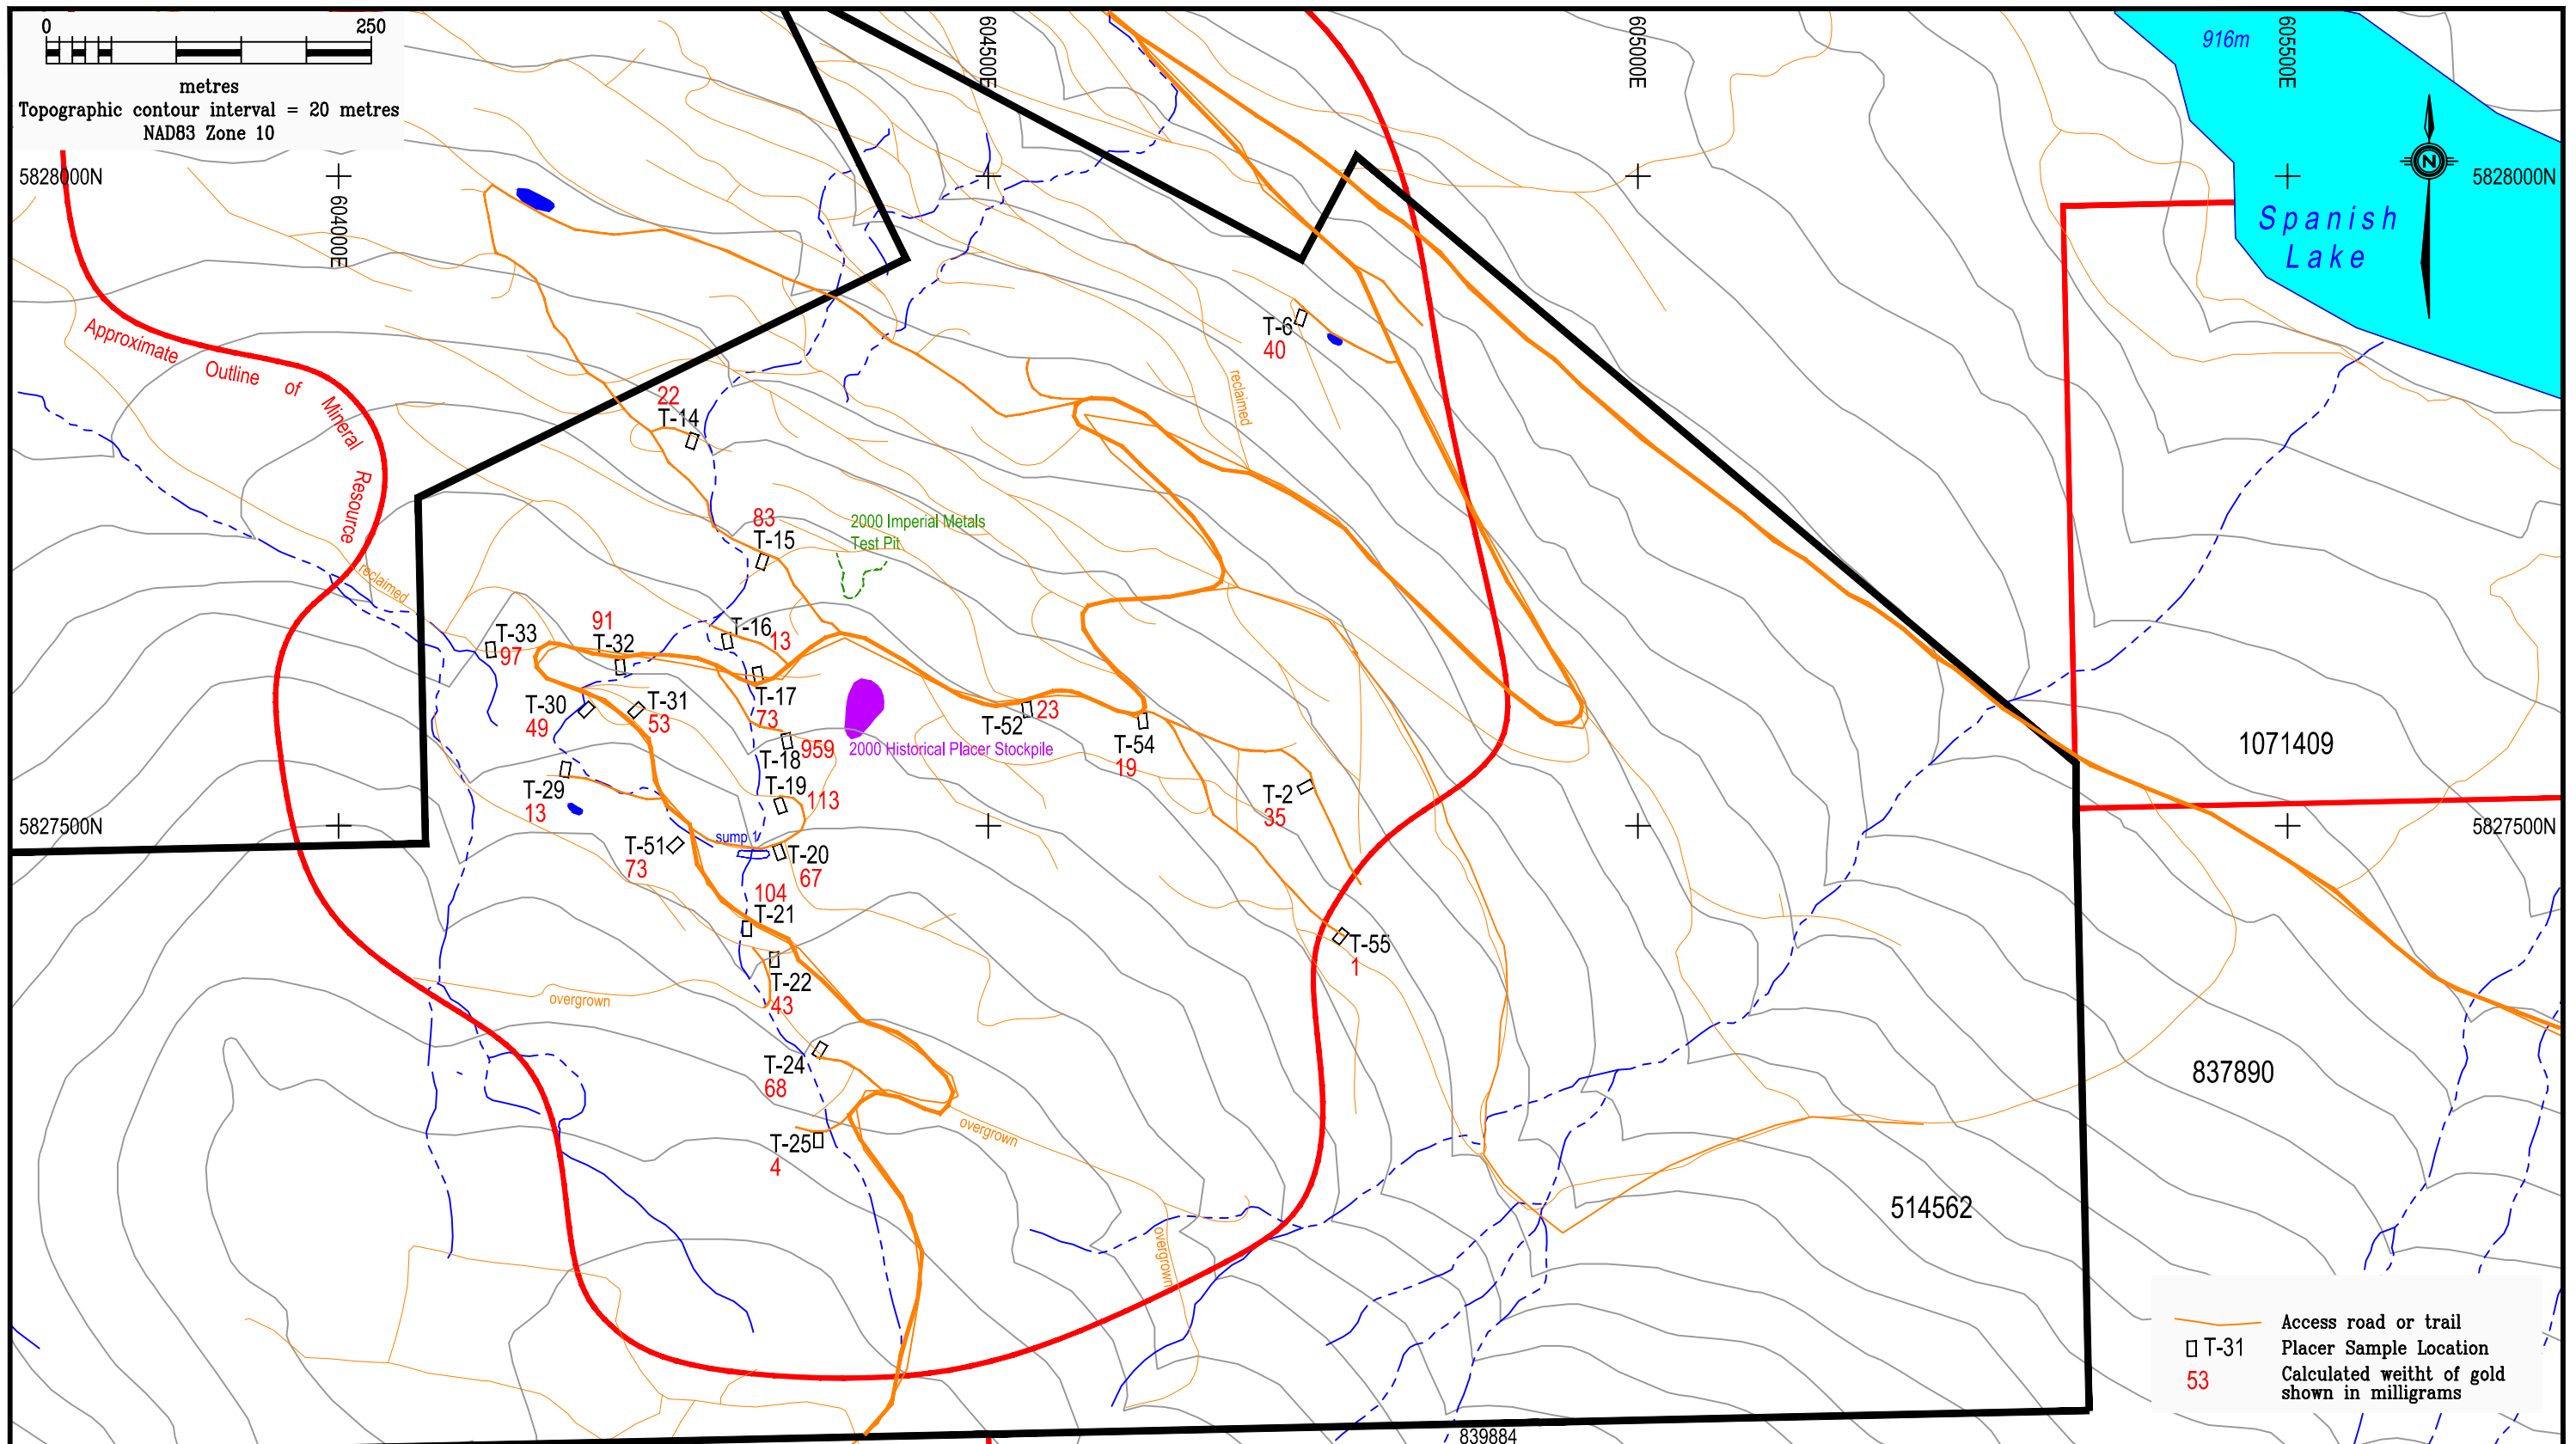 0 250
metres
Topographic contour interval = 20 metres
NAD83 Zone 10
604500E
605000E
605500E
916m
5828000N
604000E
5828000N
Spanish
Lake
N
Approximate Outline of Mineral Resource
T-6
40
reclaimed
22
T-14
83
T-15
2000 Imperial Metals
Test Pit
reclaimed
T-33
97
91
T-32
T-16
13
T-30
49
T-31
53
T-17
73
T-52
23
T-54
19
T-18
959
2000 Historical Placer Stockpile
1071409
T-29
13
T-19
113
T-2
35
5827500N
5827500N
sump 1
T-51
73
T-20
67
104
T-21
T-55
1
T-22
43
overgrown
T-24
68
837890
overgrown
T-25
4
514562
overgrown
Access road or trail
T-31 Placer Sample Location
53 Calculated weitht of gold
shown in milligrams
839884